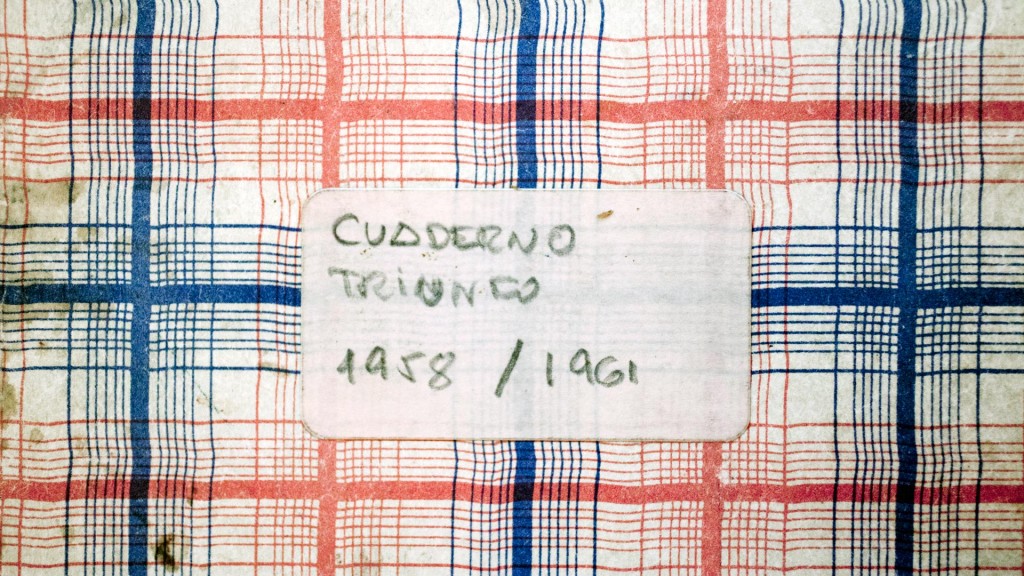 CUADERNO
TRIUNFO
1958 / 1961